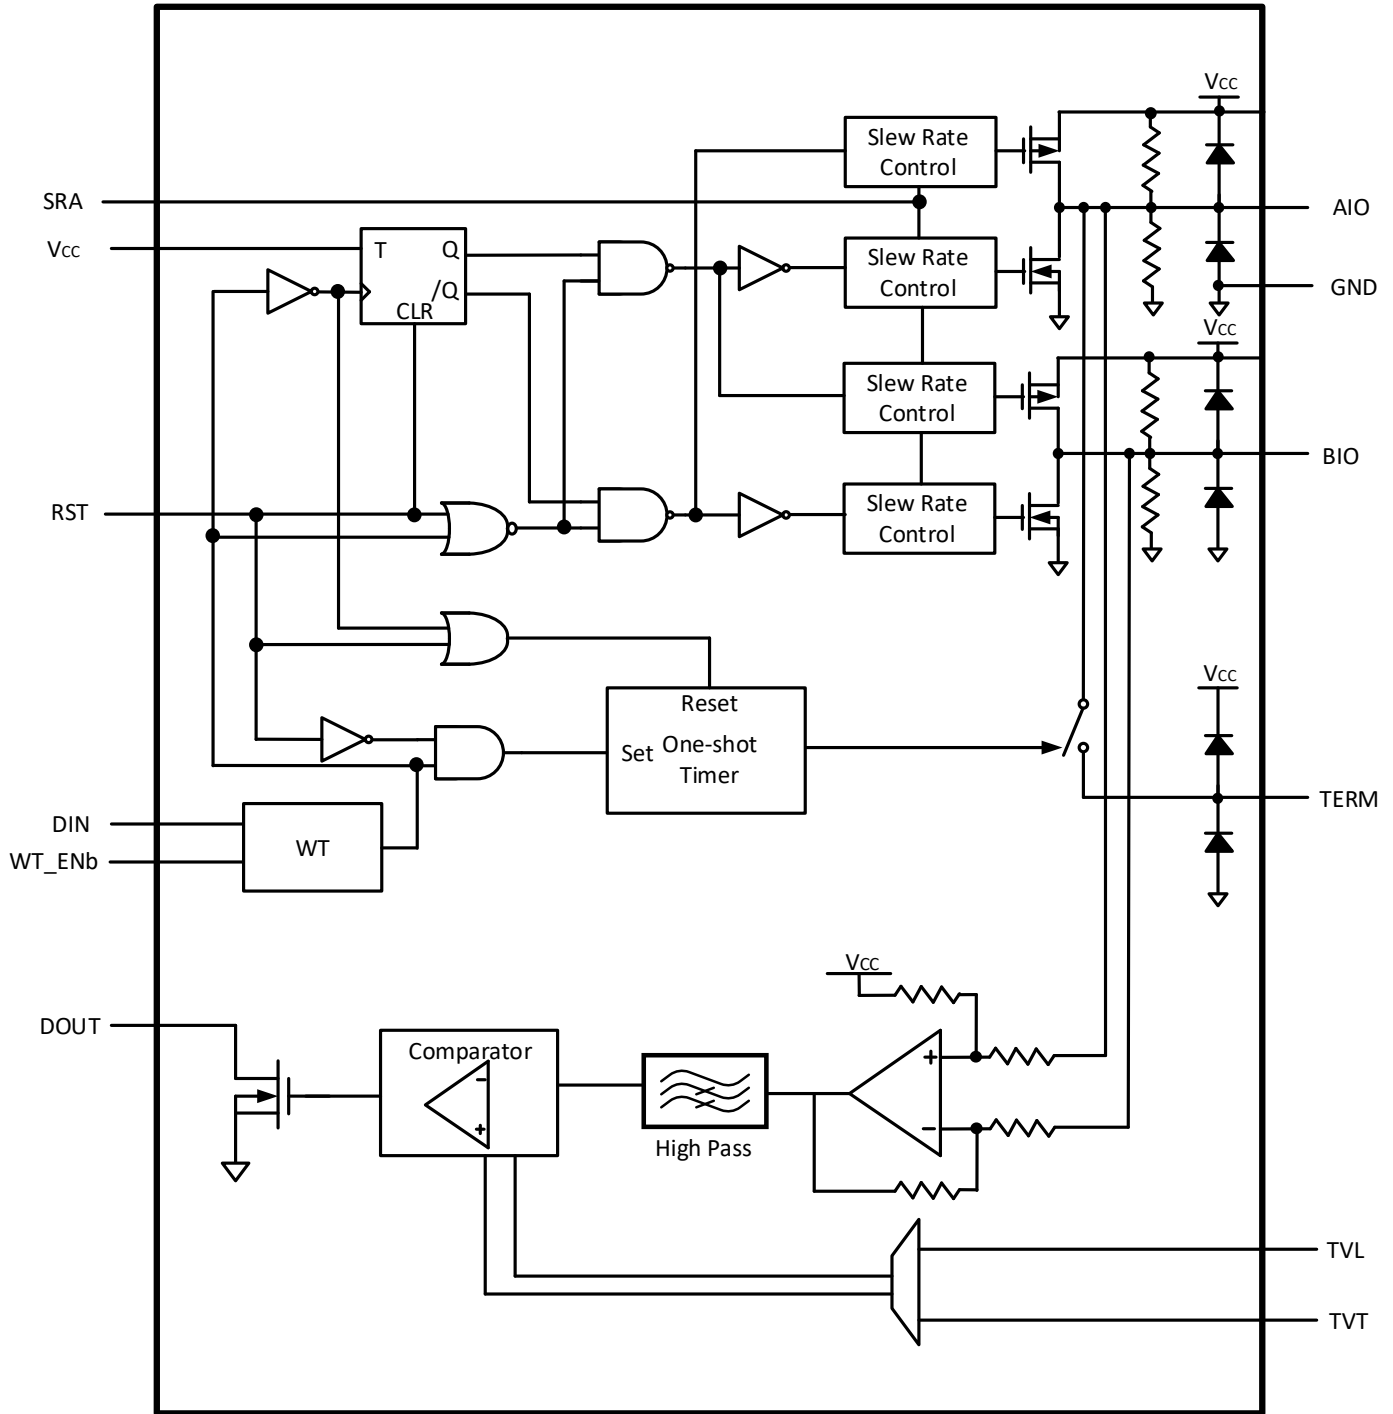 Vcc
Slew Rate
Control
SRA
AIO
Vcc
T
Q
Slew Rate
Control
/Q
CLR
GND
Vcc
Slew Rate
Control
BIO
RST
Slew Rate
Control
Vcc
Reset
Set
One-shot
Timer
TERM
DIN
WT
WT_ENb
Vcc
DOUT
Comparator
-
+
+
-
High Pass
TVL
TVT